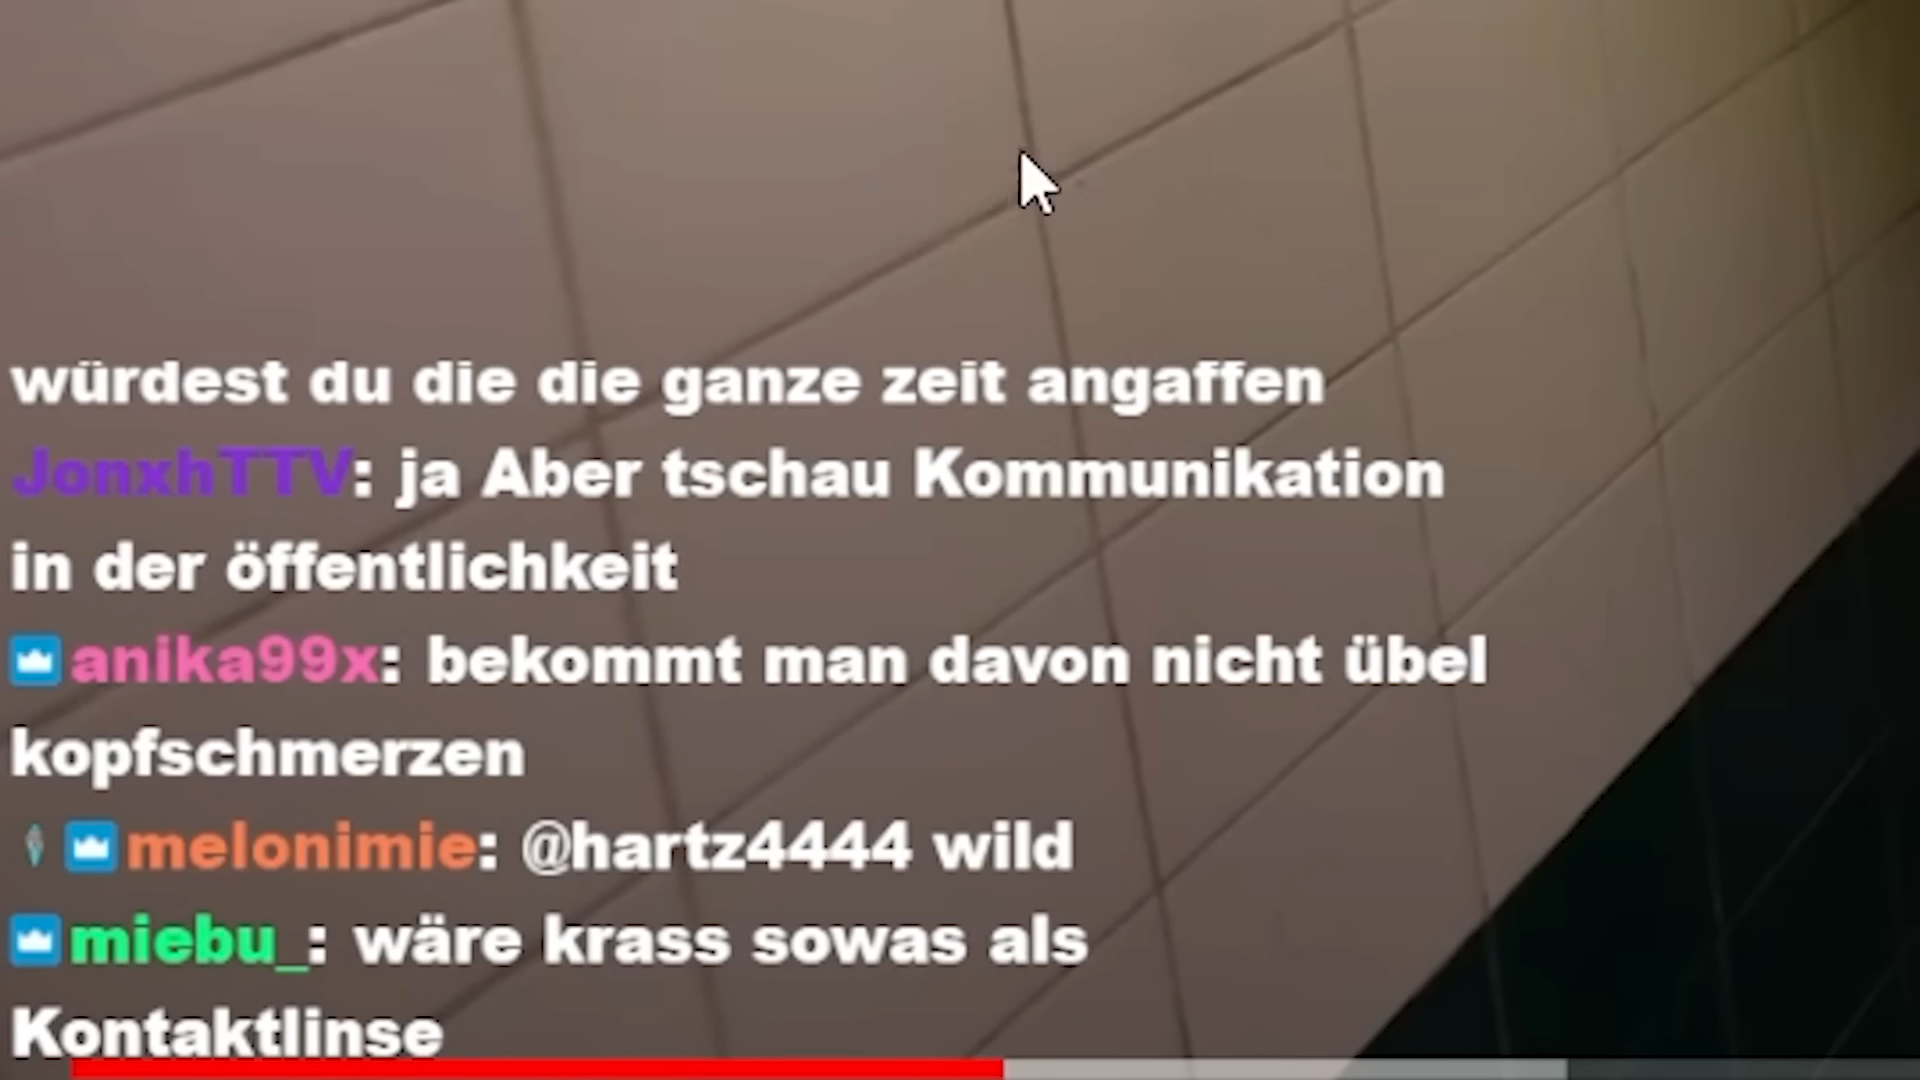 würdest du die die ganze zeit angaffen
JonxhTTV: ja Aber tschau Kommunikation
in der öffentlichkeit
anika99x: bekommt man davon nicht übel
kopfschmerzen
melonimie: @hartz4444 wild
miebu_: wäre krass sowas als
Kontaktlinse